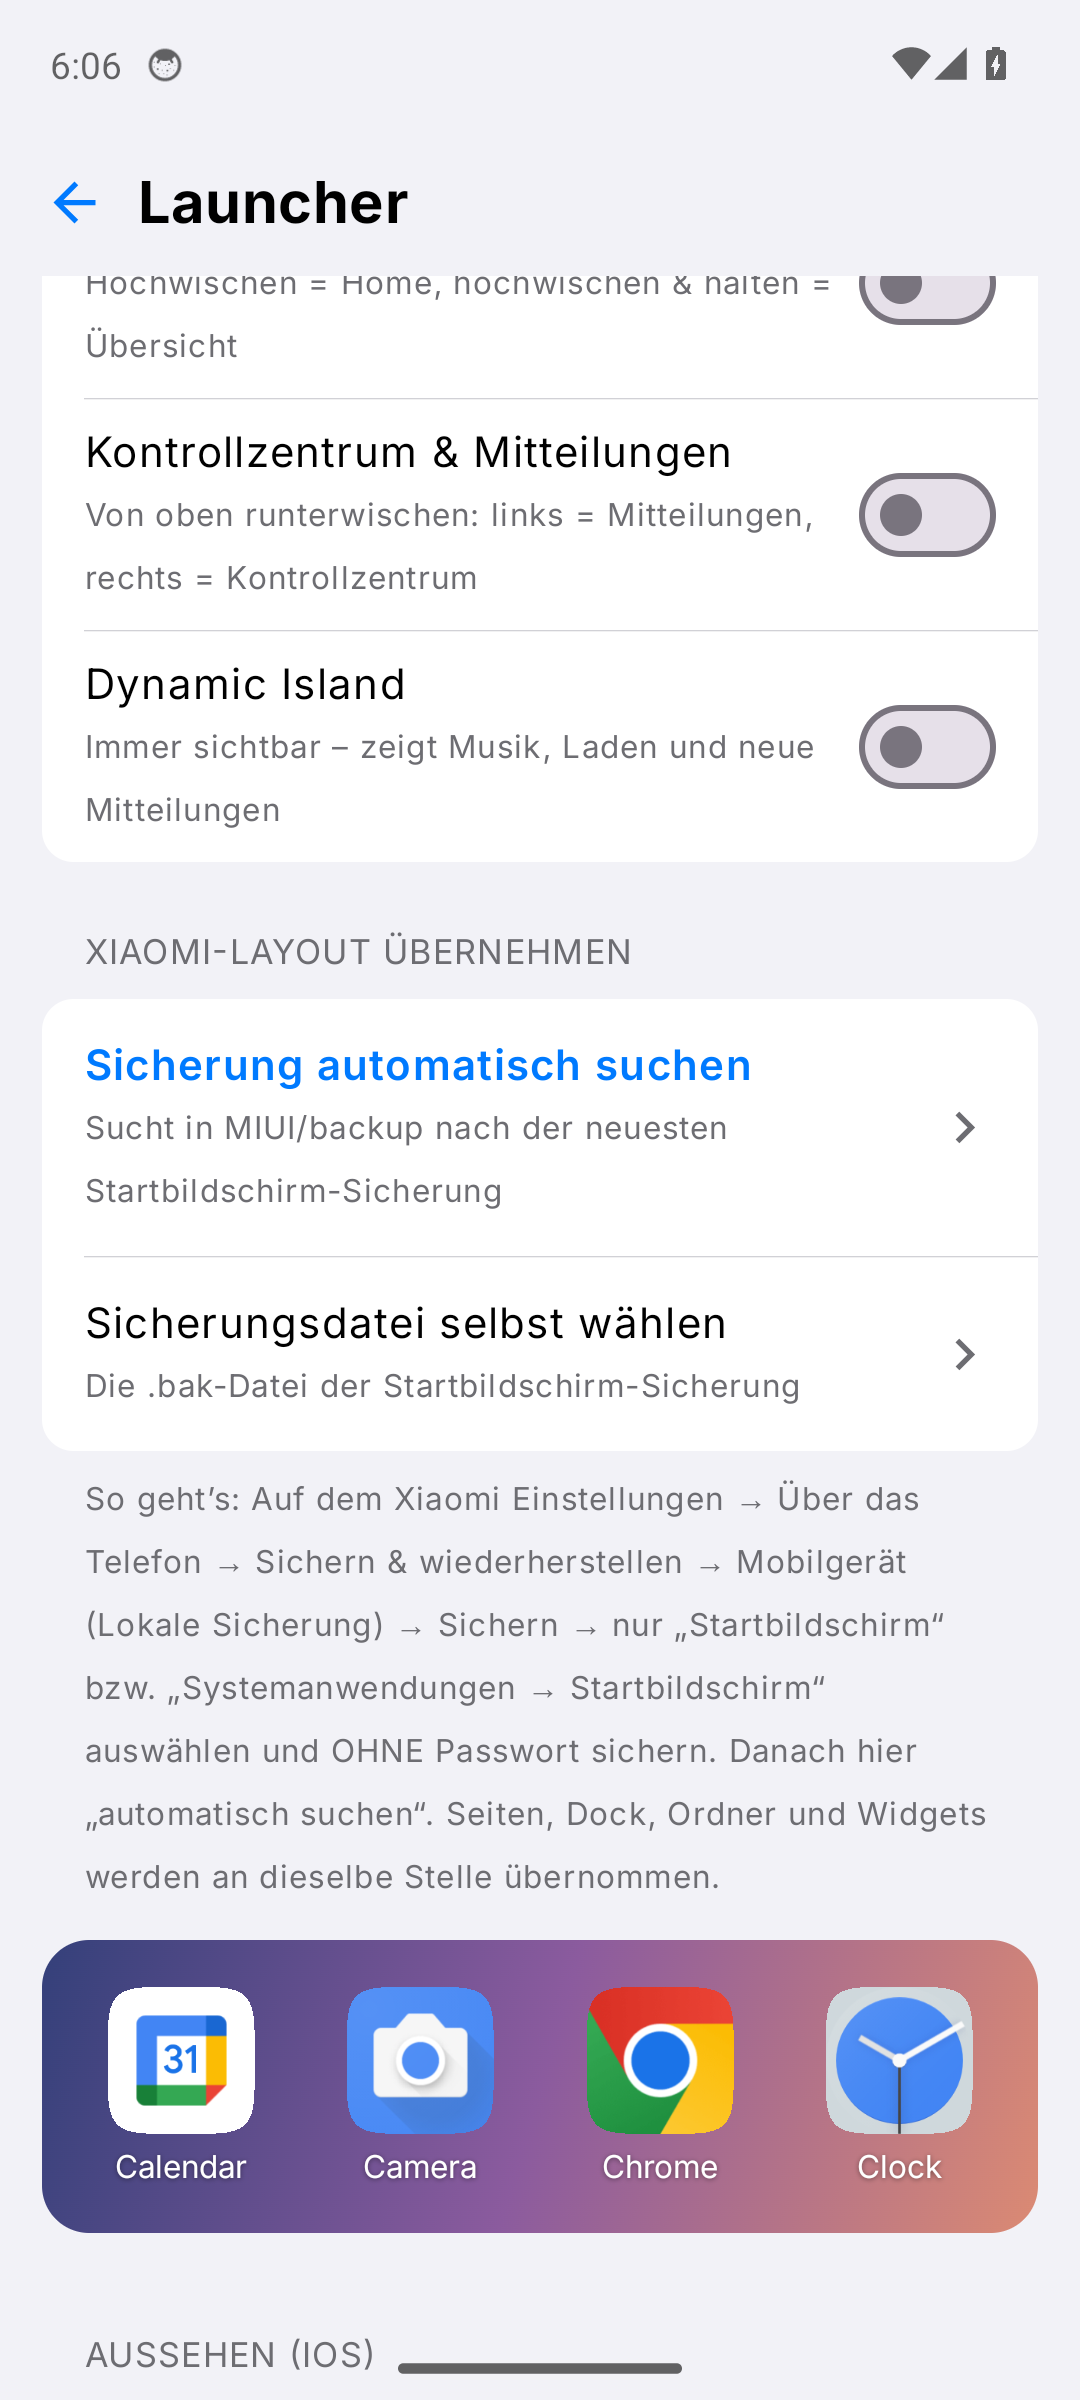 6:06
Launcher
Hochwischen = Home, hochwischen & halten =
Übersicht
Kontrollzentrum & Mitteilungen
Von oben runterwischen: links = Mitteilungen,
rechts = Kontrollzentrum
Dynamic Island
Immer sichtbar – zeigt Musik, Laden und neue
Mitteilungen
XIAOMI-LAYOUT ÜBERNEHMEN
Sicherung automatisch suchen
Sucht in MIUI/backup nach der neuesten
Startbildschirm-Sicherung
Sicherungsdatei selbst wählen
Die .bak-Datei der Startbildschirm-Sicherung
So geht’s: Auf dem Xiaomi Einstellungen → Über das
Telefon → Sichern & wiederherstellen → Mobilgerät
(Lokale Sicherung) → Sichern → nur „Startbildschirm“
bzw. „Systemanwendungen → Startbildschirm“
auswählen und OHNE Passwort sichern. Danach hier
„automatisch suchen“. Seiten, Dock, Ordner und Widgets
werden an dieselbe Stelle übernommen.
31
Calendar Camera Chrome Clock
AUSSEHEN (IOS)